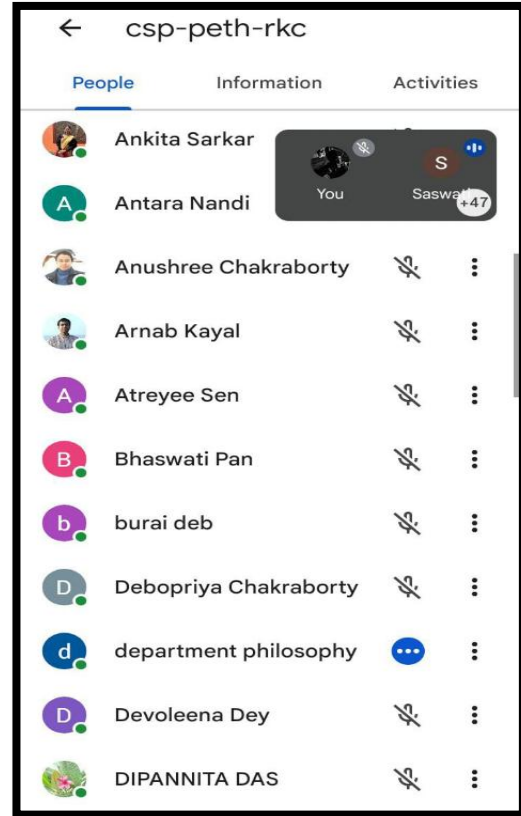 csp-peth-rkc
People Information Activities
Ankita Sarkar
S
You
+47
A Antara Nandi
Anushree Chakraborty
Arnab Kayal
A Atreyee Sen
B Bhaswati Pan
b burai deb
D Debopriya Chakraborty
d department philosophy
D Devoleena Dey
DIPANNITA DAS